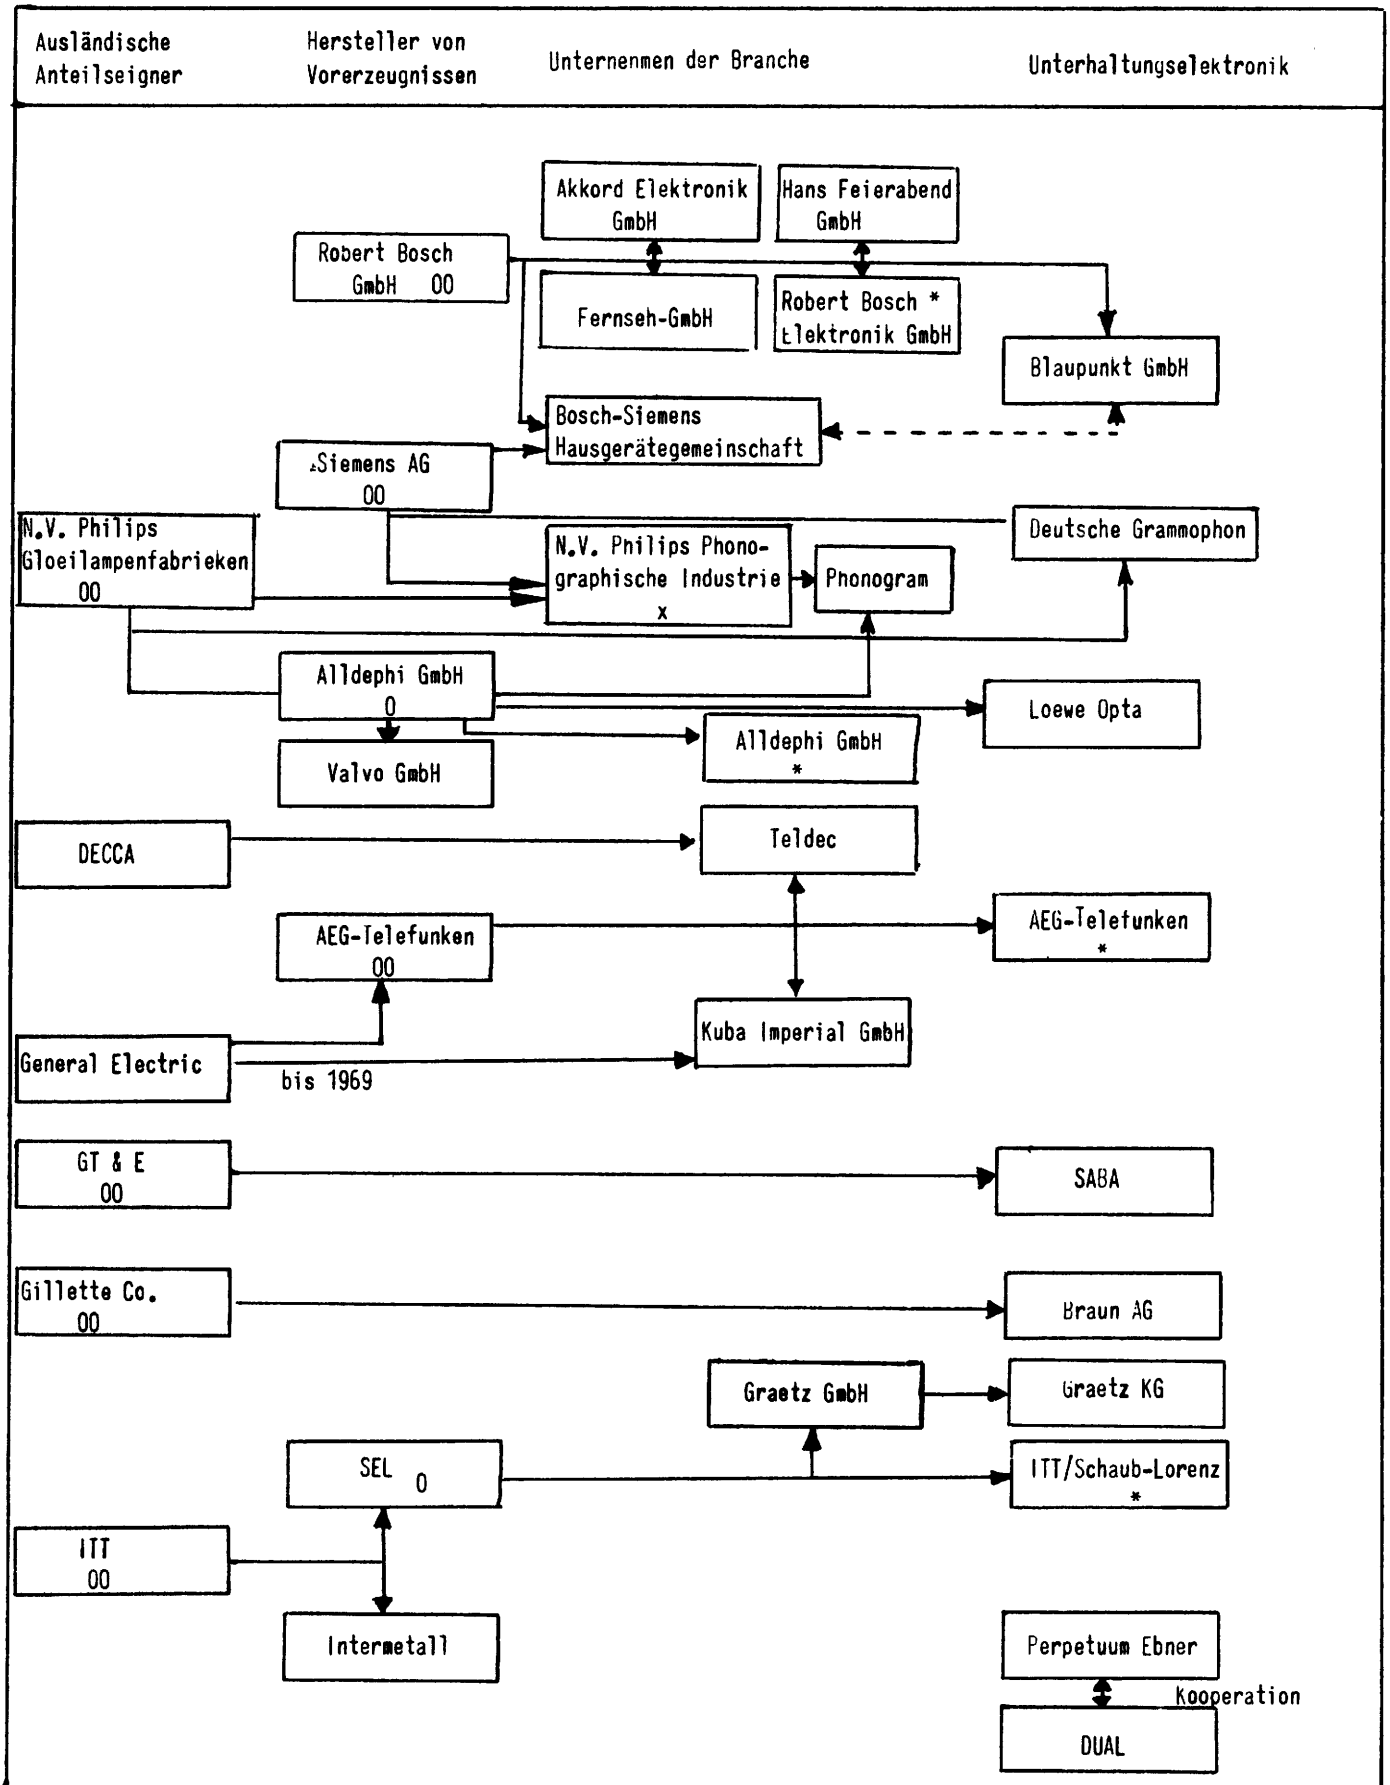 Ausländische
Anteilseigner
Hersteller von
Vorerzeugnissen
Unternenmen der Branche
Unterhaltungselektronik
Akkord Elektronik
GmbH
Hans Feierabend
GmbH
Robert Bosch
GmbH 00
Fernseh-GmbH
Robert Bosch *
Elektronik GmbH
Blaupunkt GmbH
Bosch-Siemens
Hausgerätegemeinschaft
Siemens AG
00
N.V. Philips
Gloeilampenfabrieken
00
N.V. Philips Phono-
graphische Industrie
x
Phonogram
Deutsche Grammophon
Alldephi GmbH
0
Loewe Opta
Alldephi GmbH
*
Valvo GmbH
DECCA
Teldec
AEG-Telefunken
00
AEG-Telefunken
*
Kuba Imperial GmbH
General Electric
bis 1969
GT & E
00
SABA
Gillette Co.
00
Braun AG
Graetz GmbH
Graetz KG
SEL 0
ITT/Schaub-Lorenz
*
ITT
00
Intermetall
Perpetuum Ebner
Kooperation
DUAL